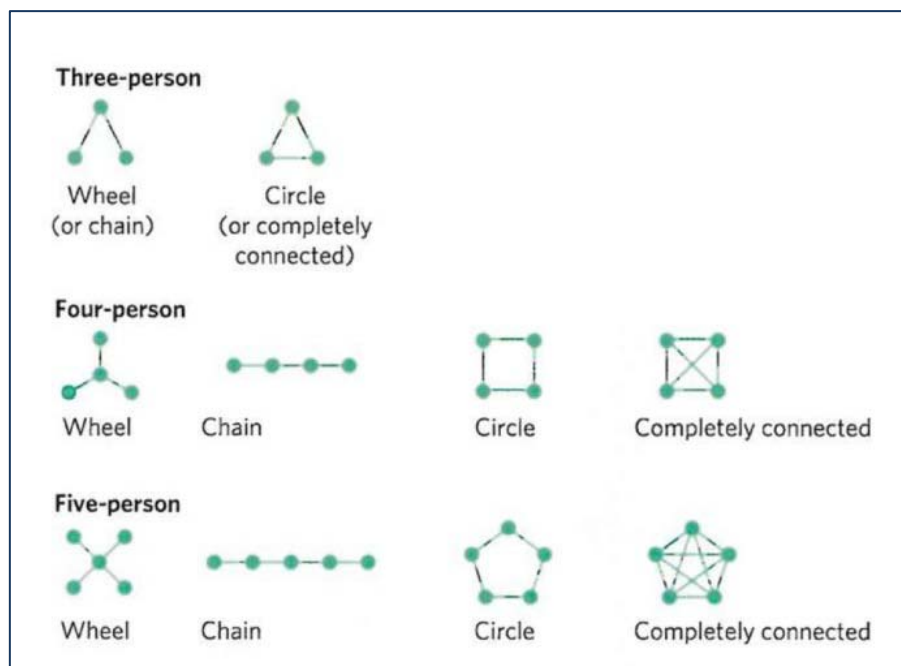 Three-person
Wheel
(or chain)
Circle
(or completely
connected)
Four-person
Wheel
Chain
Circle
Completely connected
Five-person
Wheel
Chain
Circle
Completely connected